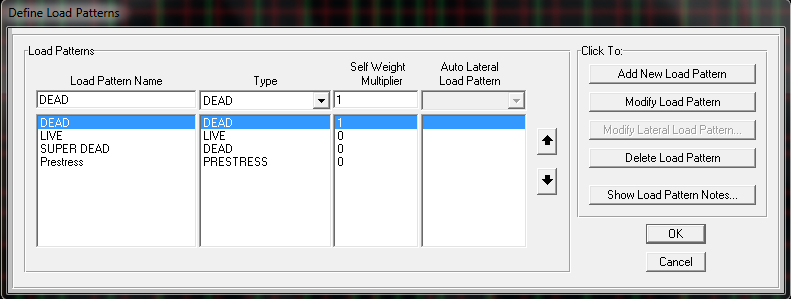 Define Load Patterns
Load Patterns
Click To:
Load Pattern Name Type Self Weight Multiplier Auto Lateral Load Pattern
DEAD DEAD 1
DEAD DEAD 1
LIVE LIVE 0
SUPER DEAD DEAD 0
Prestress PRESTRESS 0
Add New Load Pattern
Modify Load Pattern
Modify Lateral Load Pattern...
Delete Load Pattern
Show Load Pattern Notes...
OK
Cancel